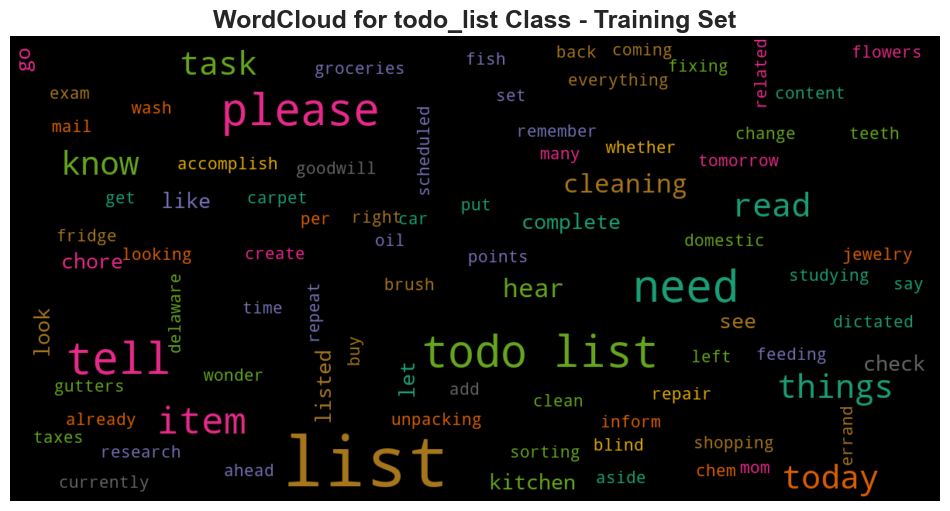 WordCloud for todo_list Class - Training Set
go
task
groceries
fish
back
coming
fixing
related
flowers
everything
exam
wash
please
set
content
mail
scheduled
remember
change
teeth
know
accomplish
goodwill
many
whether
tomorrow
cleaning
get
like
carpet
per
right
car
put
complete
read
fridge
looking
chore
create
oil
points
domestic
jewelry
studying
say
delaware
time
repeat
brush
hear
need
look
see
dictated
tell
buy
todo list
left
feeding
check
gutters
wonder
listed
let
add
clean
repair
things
already
item
unpacking
inform
errand
taxes
research
ahead
list
sorting
blind
shopping
currently
kitchen
aside
chem
mom
today